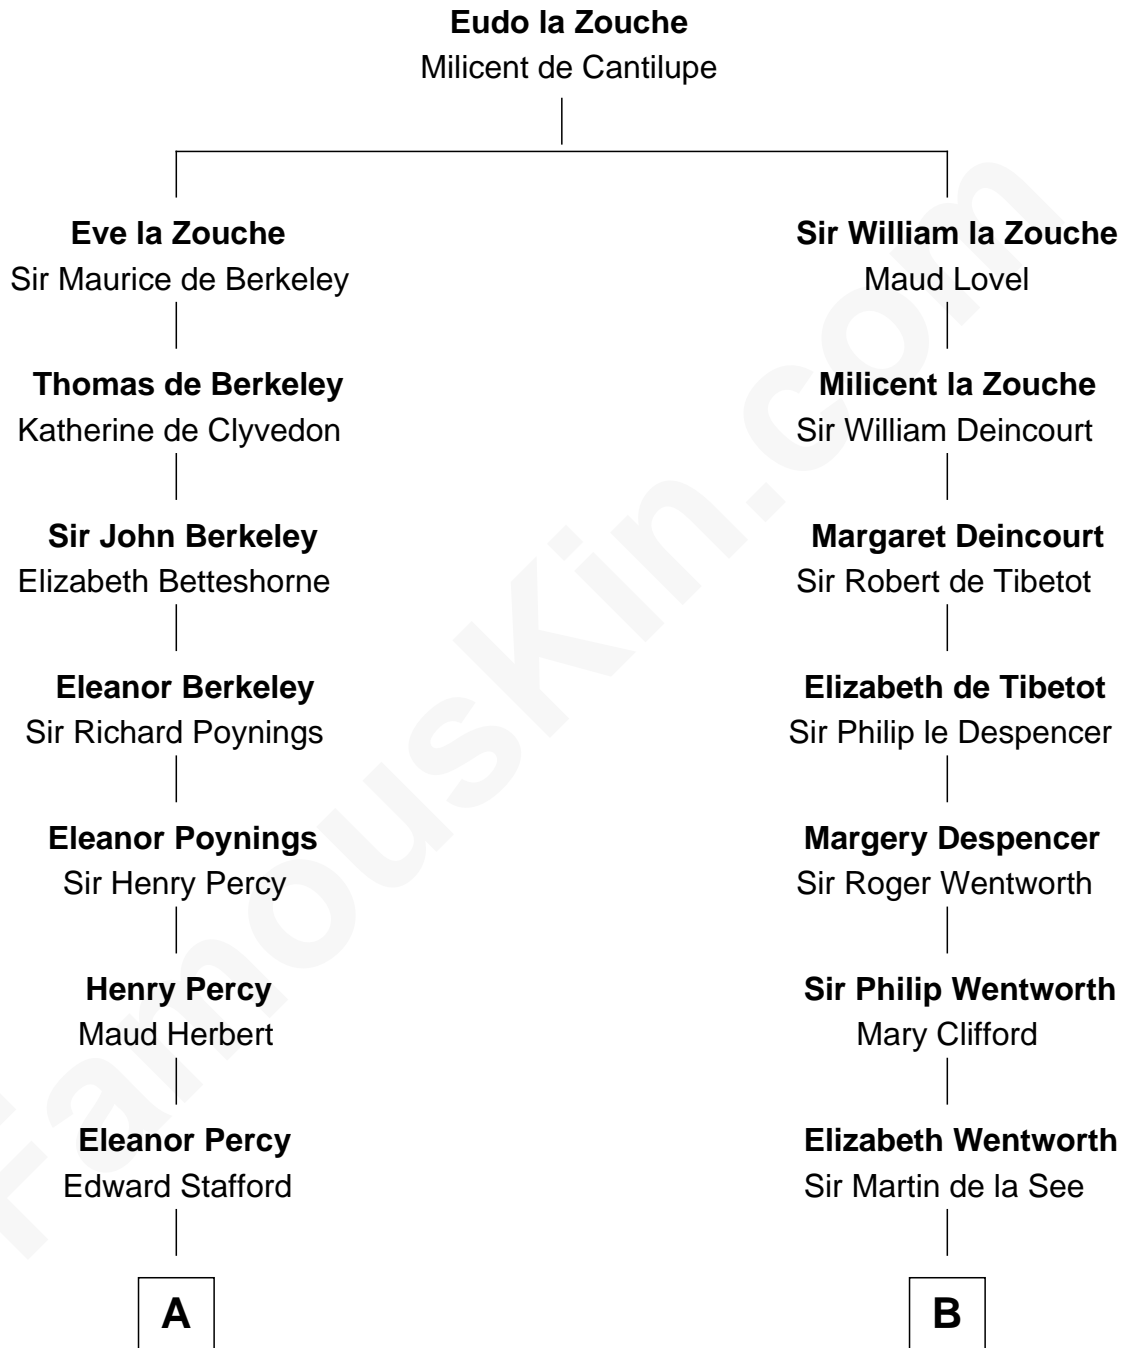 Eudo la Zouche
Milicent de Cantilupe
Eve la Zouche
Sir Maurice de Berkeley
Thomas de Berkeley
Katherine de Clyvedon
Sir John Berkeley
Elizabeth Betteshorne
Eleanor Berkeley
Sir Richard Poynings
Eleanor Poynings
Sir Henry Percy
Henry Percy
Maud Herbert
Eleanor Percy
Edward Stafford
A
Sir William la Zouche
Maud Lovel
Milicent la Zouche
Sir William Deincourt
Margaret Deincourt
Sir Robert de Tibetot
Elizabeth de Tibetot
Sir Philip le Despencer
Margery Despencer
Sir Roger Wentworth
Sir Philip Wentworth
Mary Clifford
Elizabeth Wentworth
Sir Martin de la See
B
FamousKin.com